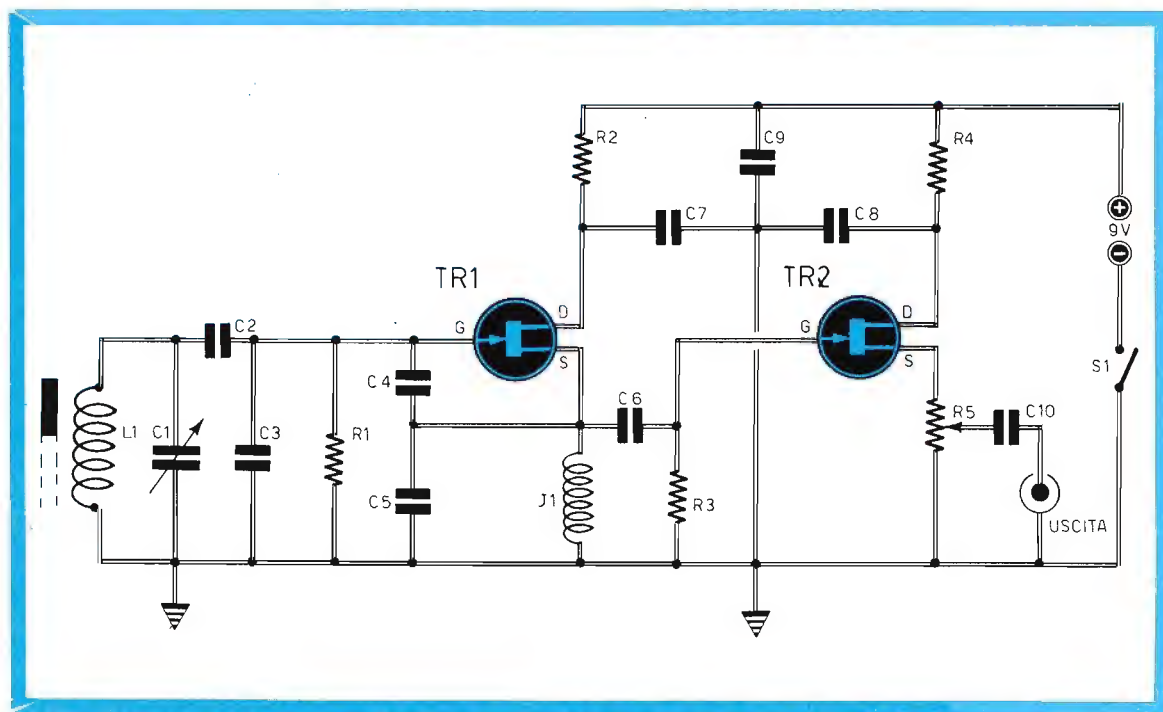 R2
C9
R4
C7
C8
+
9V
−
TR1
TR2
D
D
G
G
S
S
C2
S1
C4
C6
R5
C10
L1
C1
C3
R1
C5
J1
R3
USCITA